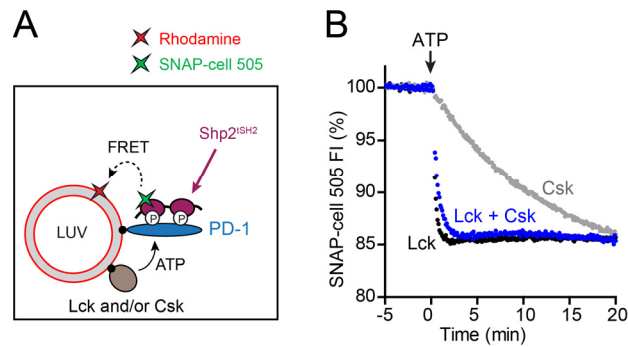 A
Rhodamine
SNAP-cell 505
FRET
Shp2tSH2
P P
LUV
PD-1
ATP
Lck and/or Csk
B
ATP
100
95
90
85
80
SNAP-cell 505 FI (%)
Csk
Lck + Csk
Lck
-5 0 5 10 15 20
Time (min)